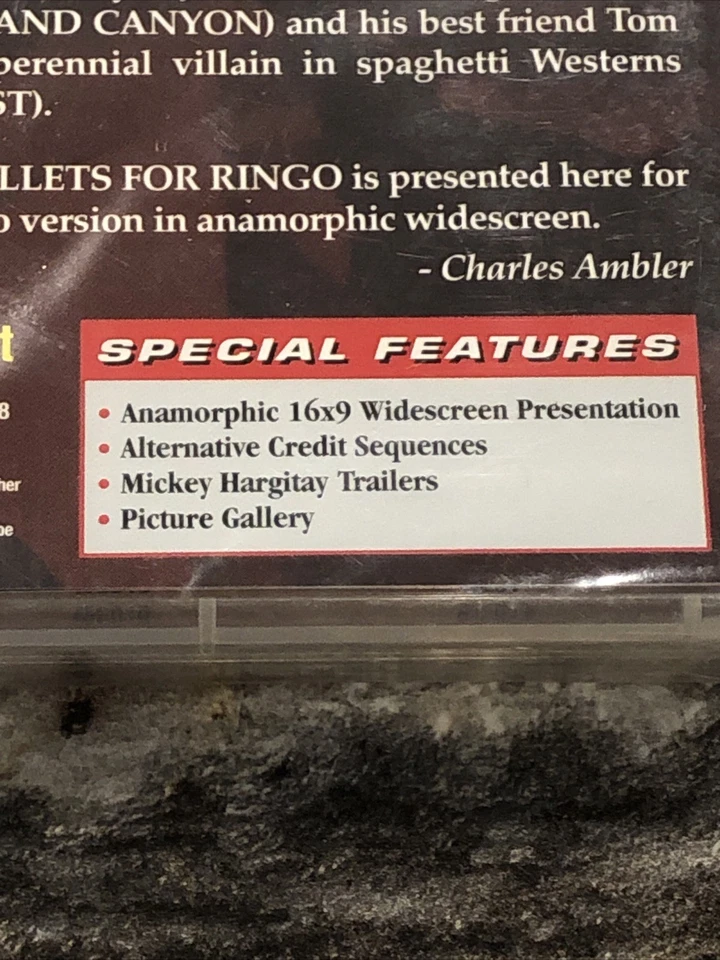 AND CANYON) and his best friend Tom
perennial villain in spaghetti Westerns
ST).
LLETS FOR RINGO is presented here for
o version in anamorphic widescreen.
- Charles Ambler
t
SPECIAL FEATURES
8
• Anamorphic 16x9 Widescreen Presentation
• Alternative Credit Sequences
her
• Mickey Hargitay Trailers
• Picture Gallery